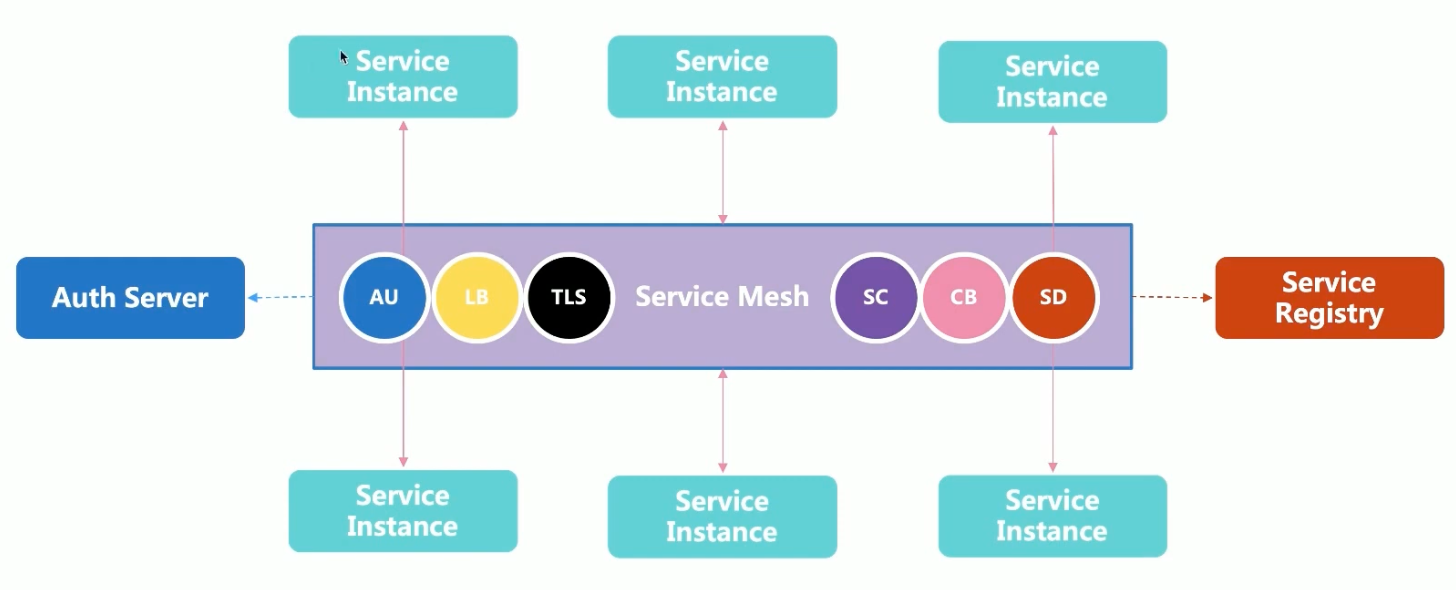 Service
Instance
Service
Instance
Service
Instance
Auth Server
AU
LB
TLS
Service Mesh
SC
CB
SD
Service
Registry
Service
Instance
Service
Instance
Service
Instance